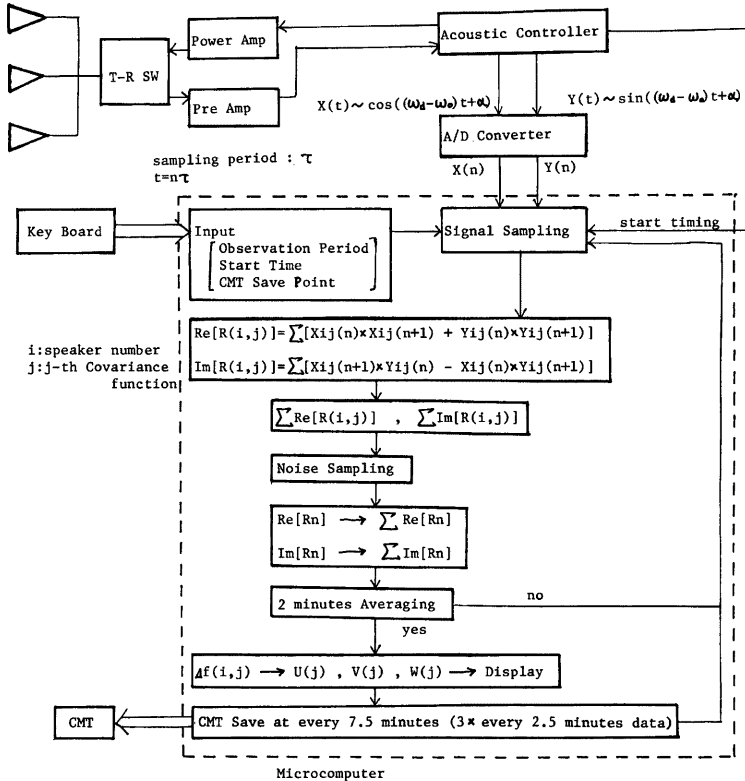 Power Amp
Acoustic Controller
T-R SW
Pre Amp
X(t)~cos((ωd-ωo)t+α)
Y(t)~sin((ωd-ωo)t+α)
A/D Converter
sampling period : τ
t=nτ
X(n)
Y(n)
Key Board
Input
Observation Period
Start Time
CMT Save Point
Signal Sampling
start timing
Re[R(i,j)]=∑[Xij(n)×Xij(n+1) + Yij(n)×Yij(n+1)]
Im[R(i,j)]=∑[Xij(n+1)×Yij(n) - Xij(n)×Yij(n+1)]
i:speaker number
j:j-th Covariance
function
∑Re[R(i,j)] , ∑Im[R(i,j)]
Noise Sampling
Re[Rn] → ∑ Re[Rn]
Im[Rn] → ∑ Im[Rn]
2 minutes Averaging
no
yes
Δf(i,j) → U(j) , V(j) , W(j) → Display
CMT
CMT Save at every 7.5 minutes (3× every 2.5 minutes data)
Microcomputer